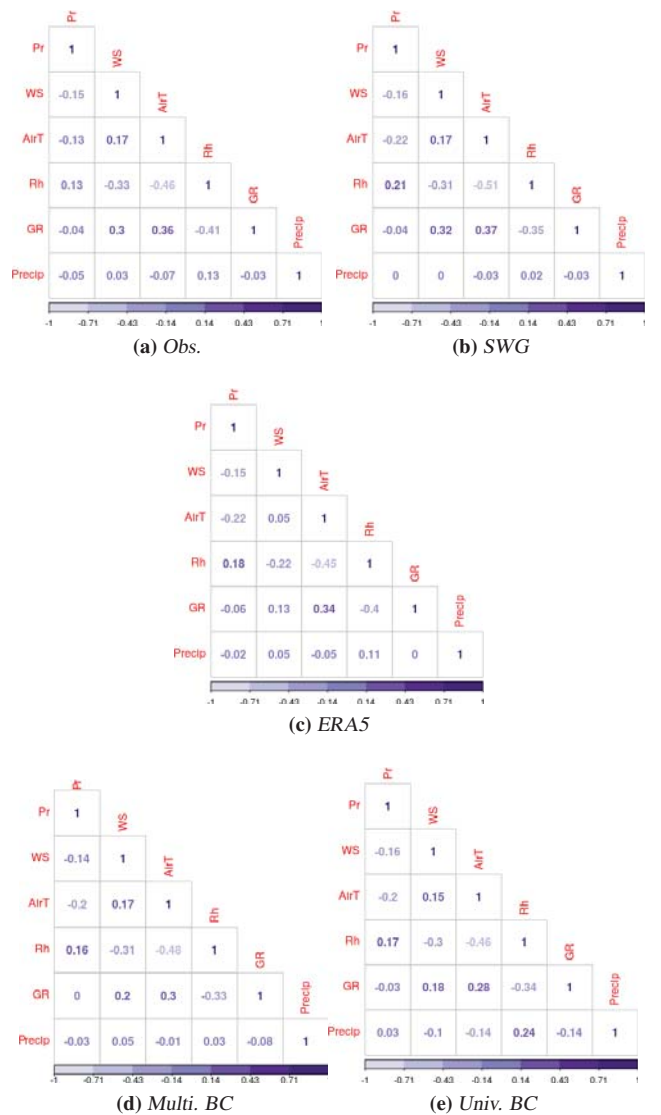 Pr
Pr 1 WS
WS -0.15 1 AirT
AirT -0.13 0.17 1 Rh
Rh 0.13 -0.33 -0.46 1 GR
GR -0.04 0.3 0.36 -0.41 1 Precip
Precip -0.05 0.03 -0.07 0.13 -0.03 1
-1 -0.71 -0.43 -0.14 0.14 0.43 0.71 1
(a) Obs.
Pr
Pr 1 WS
WS -0.16 1 AirT
AirT -0.22 0.17 1 Rh
Rh 0.21 -0.31 -0.51 1 GR
GR -0.04 0.32 0.37 -0.35 1 Precip
Precip 0 0 -0.03 0.02 -0.03 1
-1 -0.71 -0.43 -0.14 0.14 0.43 0.71 1
(b) SWG
Pr
Pr 1 WS
WS -0.15 1 AirT
AirT -0.22 0.05 1 Rh
Rh 0.18 -0.22 -0.45 1 GR
GR -0.06 0.13 0.34 -0.4 1 Precip
Precip -0.02 0.05 -0.05 0.11 0 1
-1 -0.71 -0.43 -0.14 0.14 0.43 0.71 1
(c) ERA5
Pr
Pr 1 WS
WS -0.14 1 AirT
AirT -0.2 0.17 1 Rh
Rh 0.16 -0.31 -0.48 1 GR
GR 0 0.2 0.3 -0.33 1 Precip
Precip -0.03 0.05 -0.01 0.03 -0.08 1
-1 -0.71 -0.43 -0.14 0.14 0.43 0.71
(d) Multi. BC
Pr
Pr 1 WS
WS -0.16 1 AirT
AirT -0.2 0.15 1 Rh
Rh 0.17 -0.3 -0.46 1 GR
GR -0.03 0.18 0.28 -0.34 1 Precip
Precip 0.03 -0.1 -0.14 0.24 -0.14 1
-1 -0.71 -0.43 -0.14 0.14 0.43 0.71 1
(e) Univ. BC